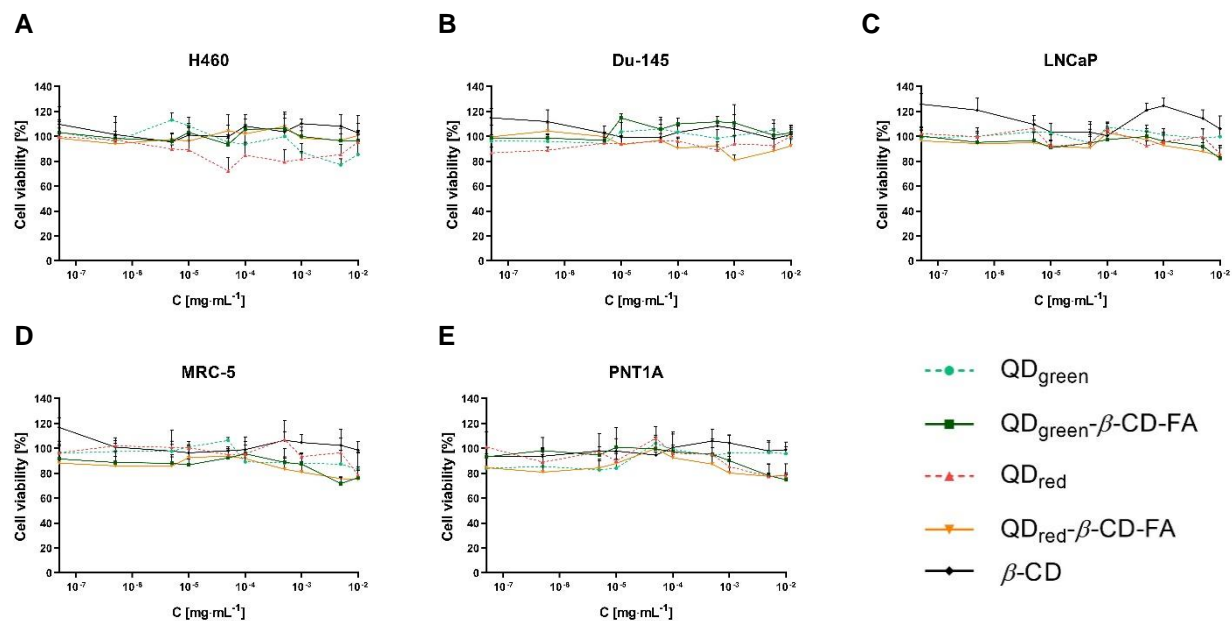 A
H460
Cell viability [%]
140
120
100
80
60
40
20
0
10⁻⁷ 10⁻⁶ 10⁻⁵ 10⁻⁴ 10⁻³ 10⁻²
C [mg·mL⁻¹]
B
Du-145
Cell viability [%]
140
120
100
80
60
40
20
0
10⁻⁷ 10⁻⁶ 10⁻⁵ 10⁻⁴ 10⁻³ 10⁻²
C [mg·mL⁻¹]
C
LNCaP
Cell viability [%]
140
120
100
80
60
40
20
0
10⁻⁷ 10⁻⁶ 10⁻⁵ 10⁻⁴ 10⁻³ 10⁻²
C [mg·mL⁻¹]
D
MRC-5
Cell viability [%]
140
120
100
80
60
40
20
0
10⁻⁷ 10⁻⁶ 10⁻⁵ 10⁻⁴ 10⁻³ 10⁻²
C [mg·mL⁻¹]
E
PNT1A
Cell viability [%]
140
120
100
80
60
40
20
0
10⁻⁷ 10⁻⁶ 10⁻⁵ 10⁻⁴ 10⁻³ 10⁻²
C [mg·mL⁻¹]
QDgreen
QDgreen-β-CD-FA
QDred
QDred-β-CD-FA
β-CD